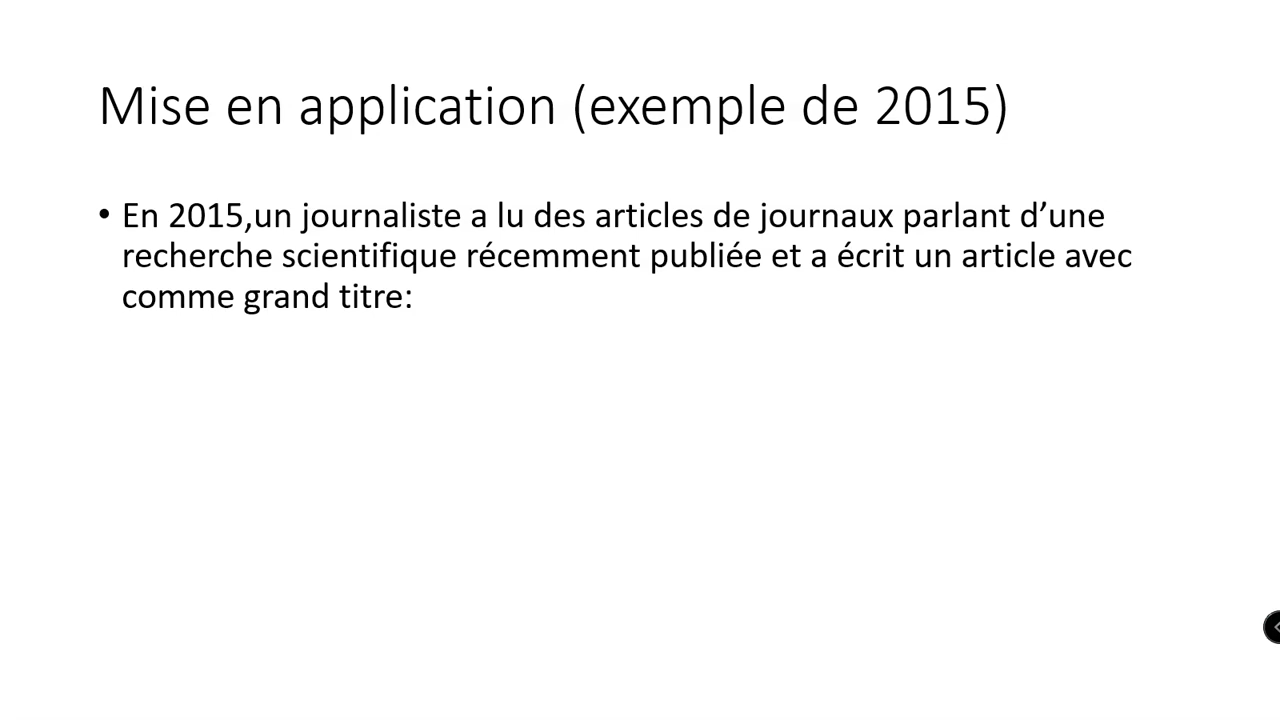 Mise en application (exemple de 2015)
• En 2015,un journaliste a lu des articles de journaux parlant d’une
recherche scientifique récemment publiée et a écrit un article avec
comme grand titre: